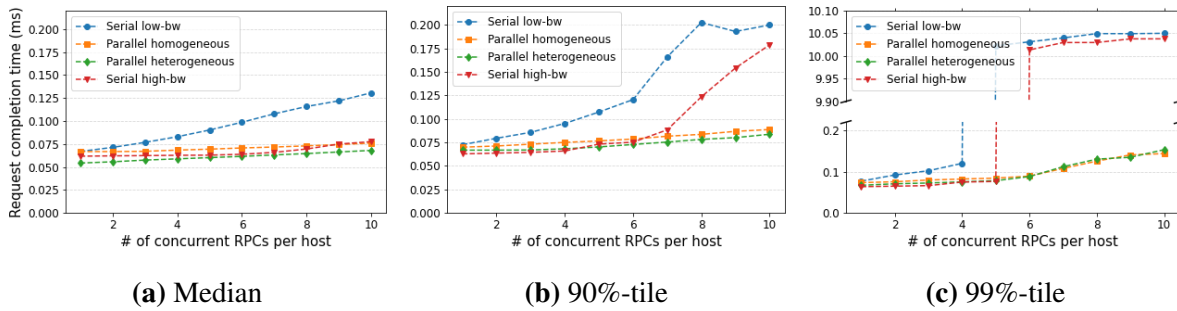 Request completion time (ms)
0.200
0.175
0.150
0.125
0.100
0.075
0.050
0.025
0.000
Serial low-bw
Parallel homogeneous
Parallel heterogeneous
Serial high-bw
2 4 6 8 10
# of concurrent RPCs per host
(a) Median
0.200
0.175
0.150
0.125
0.100
0.075
0.050
0.025
0.000
Serial low-bw
Parallel homogeneous
Parallel heterogeneous
Serial high-bw
2 4 6 8 10
# of concurrent RPCs per host
(b) 90%-tile
10.10
10.05
10.00
9.95
9.90
0.2
0.1
0.0
Serial low-bw
Parallel homogeneous
Parallel heterogeneous
Serial high-bw
2 4 6 8 10
# of concurrent RPCs per host
(c) 99%-tile